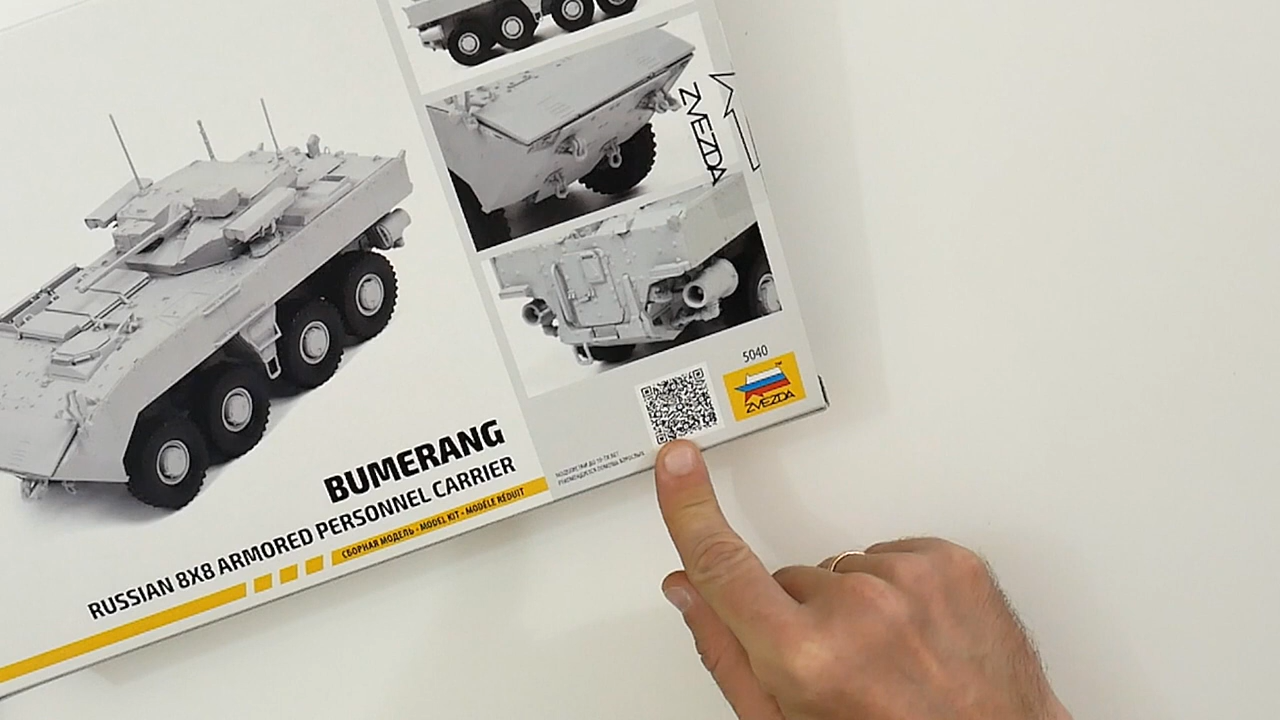 ZVEZDA
5040
ZVEZDA
BUMERANG
RUSSIAN 8X8 ARMORED PERSONNEL CARRIER
СБОРНАЯ МОДЕЛЬ • MODEL KIT • MODÈLE RÉDUIT